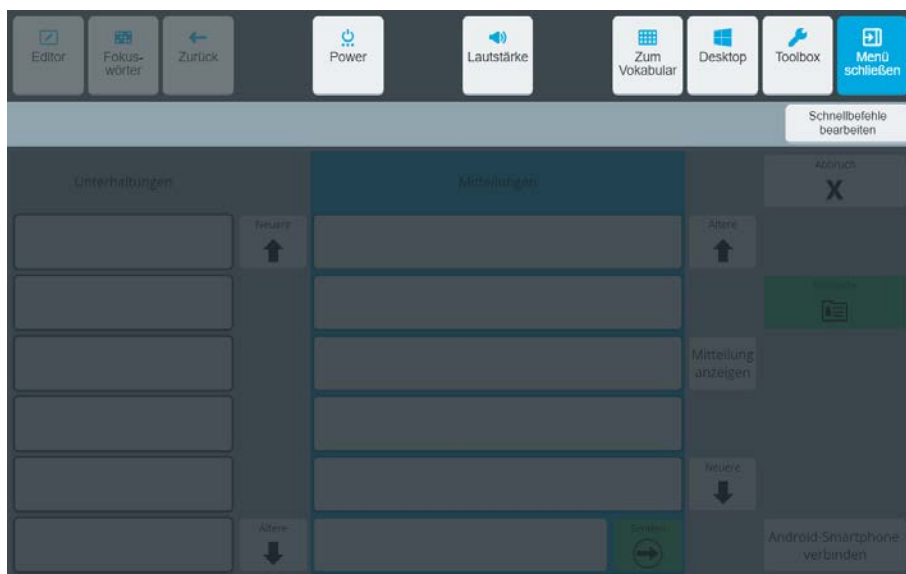 Editor
Fokus-
wörter
Zurück
Power
Lautstärke
Zum
Vokabular
Desktop
Toolbox
Menü
schließen
Schnellbefehle
bearbeiten
Unterhaltungen
Mitteilungen
Abbruch
X
Neuere
Ältere
Mitteilung
anzeigen
Neuere
Ältere
Senden
Android-Smartphone
verbinden